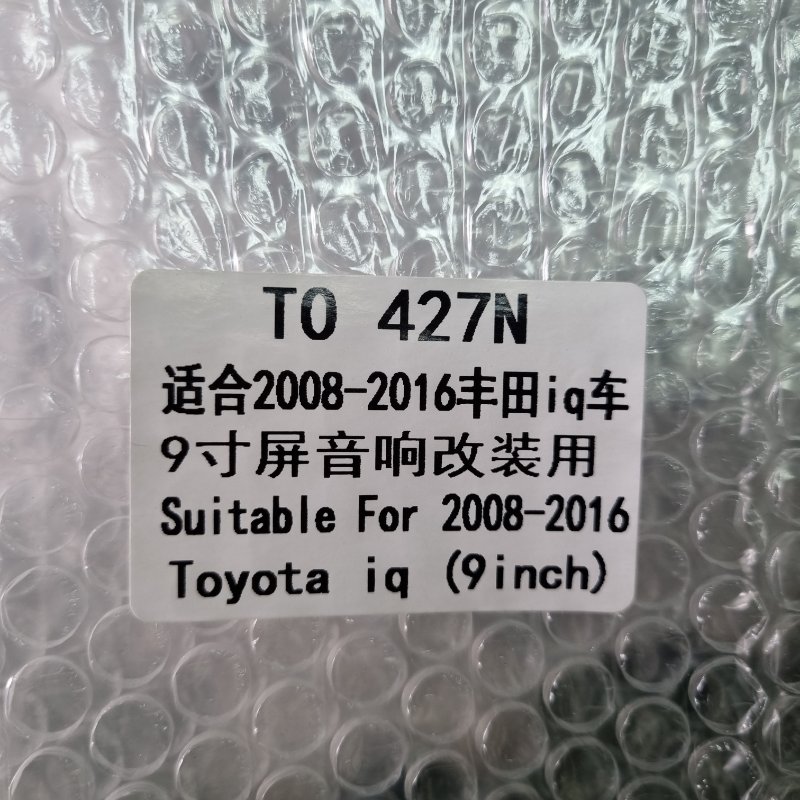 TO 427N
适合2008-2016丰田iq车
9寸屏音响改装用
Suitable For 2008-2016
Toyota iq (9inch)